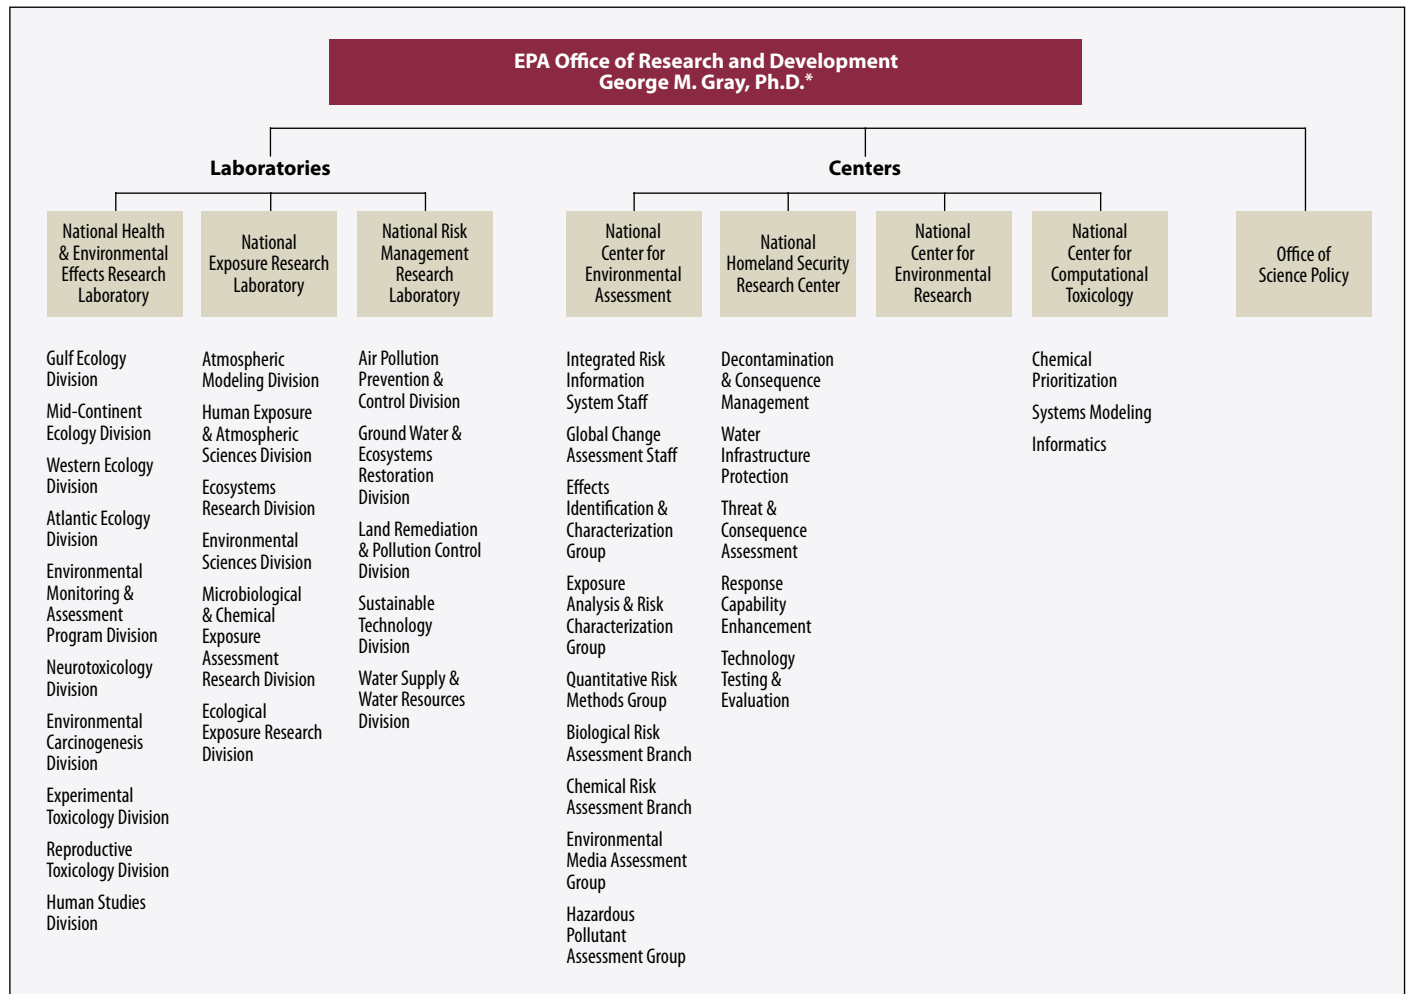 EPA Office of Research and Development
George M. Gray, Ph.D.*
Laboratories
Centers
National Health
& Environmental
Effects Research
Laboratory
National
Exposure Research
Laboratory
National Risk
Management
Research
Laboratory
National
Center for
Environmental
Assessment
National
Homeland Security
Research Center
National
Center for
Environmental
Research
National
Center for
Computational
Toxicology
Office of
Science Policy
Gulf Ecology
Division
Mid-Continent
Ecology Division
Western Ecology
Division
Atlantic Ecology
Division
Environmental
Monitoring &
Assessment
Program Division
Neurotoxicology
Division
Environmental
Carcinogenesis
Division
Experimental
Toxicology Division
Reproductive
Toxicology Division
Human Studies
Division
Atmospheric
Modeling Division
Human Exposure
& Atmospheric
Sciences Division
Ecosystems
Research Division
Environmental
Sciences Division
Microbiological
& Chemical
Exposure
Assessment
Research Division
Ecological
Exposure Research
Division
Air Pollution
Prevention &
Control Division
Ground Water &
Ecosystems
Restoration
Division
Land Remediation
& Pollution Control
Division
Sustainable
Technology
Division
Water Supply &
Water Resources
Division
Integrated Risk
Information
System Staff
Global Change
Assessment Staff
Effects
Identification &
Characterization
Group
Exposure
Analysis & Risk
Characterization
Group
Quantitative Risk
Methods Group
Biological Risk
Assessment Branch
Chemical Risk
Assessment Branch
Environmental
Media Assessment
Group
Hazardous
Pollutant
Assessment Group
Decontamination
& Consequence
Management
Water
Infrastructure
Protection
Threat &
Consequence
Assessment
Response
Capability
Enhancement
Technology
Testing &
Evaluation
Chemical
Prioritization
Systems Modeling
Informatics